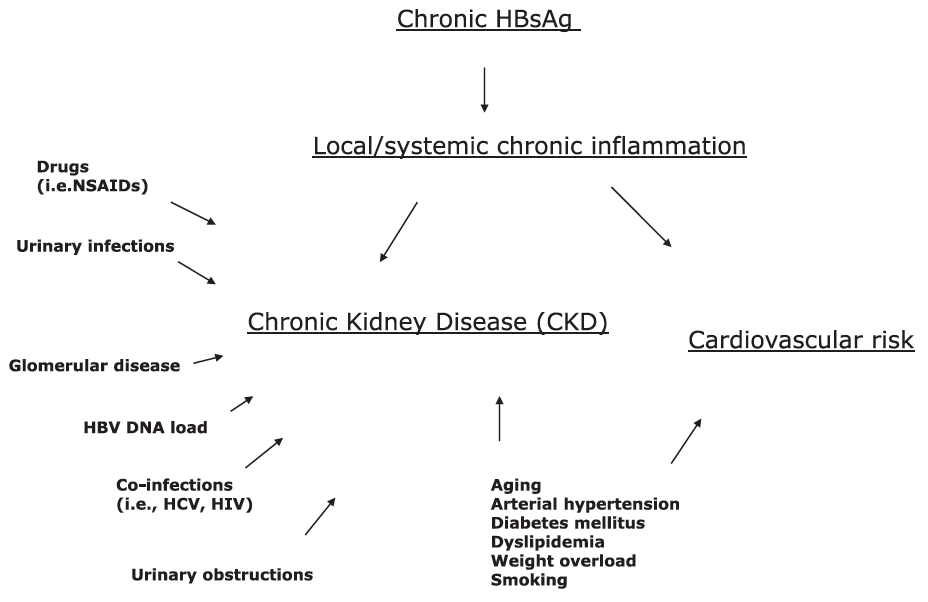 Chronic HBsAg
Local/systemic chronic inflammation
Drugs
(i.e.NSAIDs)
Urinary infections
Chronic Kidney Disease (CKD)
Cardiovascular risk
Glomerular disease
HBV DNA load
Co-infections
(i.e., HCV, HIV)
Urinary obstructions
Aging
Arterial hypertension
Diabetes mellitus
Dyslipidemia
Weight overload
Smoking